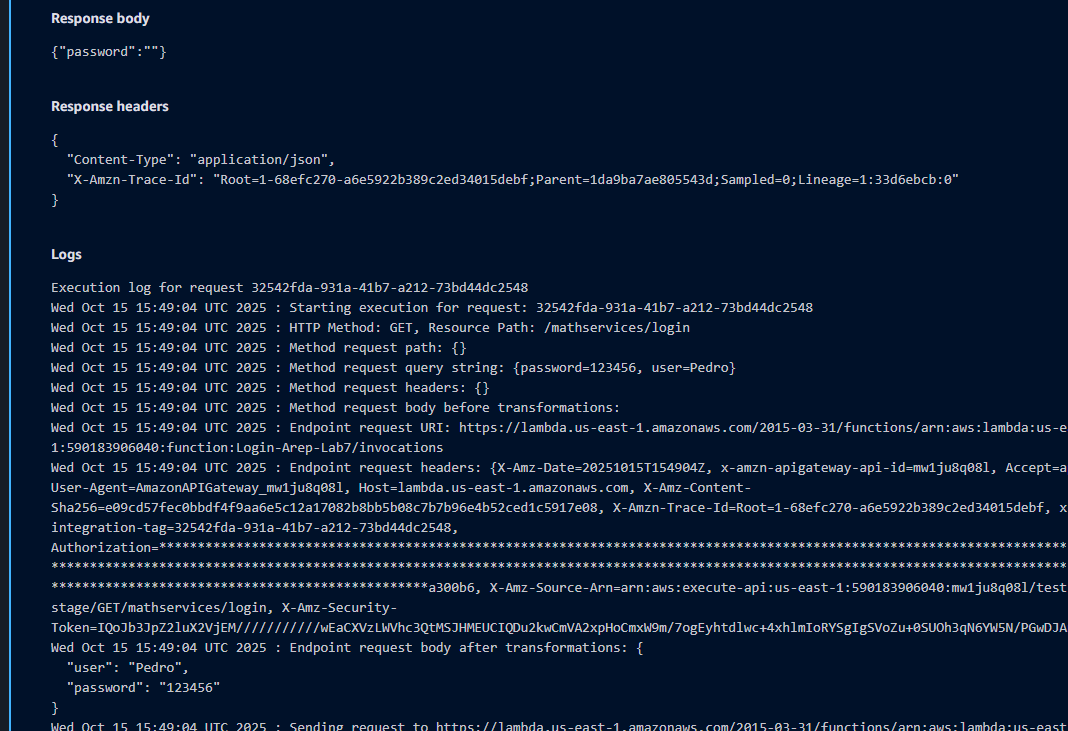 Response body
{"password":""}
Response headers
{
"Content-Type": "application/json",
"X-Amzn-Trace-Id": "Root=1-68efc270-a6e5922b389c2ed34015debf;Parent=1da9ba7ae805543d;Sampled=0;Lineage=1:33d6ebcb:0"
}
Logs
Execution log for request 32542fda-931a-41b7-a212-73bd44dc2548
Wed Oct 15 15:49:04 UTC 2025 : Starting execution for request: 32542fda-931a-41b7-a212-73bd44dc2548
Wed Oct 15 15:49:04 UTC 2025 : HTTP Method: GET, Resource Path: /mathservices/login
Wed Oct 15 15:49:04 UTC 2025 : Method request path: {}
Wed Oct 15 15:49:04 UTC 2025 : Method request query string: {password=123456, user=Pedro}
Wed Oct 15 15:49:04 UTC 2025 : Method request headers: {}
Wed Oct 15 15:49:04 UTC 2025 : Method request body before transformations:
Wed Oct 15 15:49:04 UTC 2025 : Endpoint request URI: https://lambda.us-east-1.amazonaws.com/2015-03-31/functions/arn:aws:lambda:us-e
1:590183906040:function:Login-Arep-Lab7/invocations
Wed Oct 15 15:49:04 UTC 2025 : Endpoint request headers: {X-Amz-Date=20251015T154904Z, x-amzn-apigateway-api-id=mw1ju8q08l, Accept=a
User-Agent=AmazonAPIGateway_mw1ju8q08l, Host=lambda.us-east-1.amazonaws.com, X-Amz-Content-
Sha256=e09cd57fec0bbdf4f9aa6e5c12a17082b8bb5b08c7b7b96e4b52ced1c5917e08, X-Amzn-Trace-Id=Root=1-68efc270-a6e5922b389c2ed34015debf, x
integration-tag=32542fda-931a-41b7-a212-73bd44dc2548,
Authorization=**********************************************************************************************************************
************************************************************************************************************************************
*************************************************a300b6, X-Amz-Source-Arn=arn:aws:execute-api:us-east-1:590183906040:mw1ju8q08l/test
stage/GET/mathservices/login, X-Amz-Security-
Token=IQoJb3JpZ2luX2VjEM///////////wEaCXVzLWVhc3QtMSJHMEUCIQDu2kwCmVA2xpHoCmxW9m/7ogEyhtdlwc+4xhlmIoRYSgIgSVoZu+0SUOh3qN6YW5N/PGwDJA
Wed Oct 15 15:49:04 UTC 2025 : Endpoint request body after transformations: {
"user": "Pedro",
"password": "123456"
}
Wed Oct 15 15:49:04 UTC 2025 : Sending request to https://lambda.us-east-1.amazonaws.com/2015-03-31/functions/arn:aws:lambda:us-east